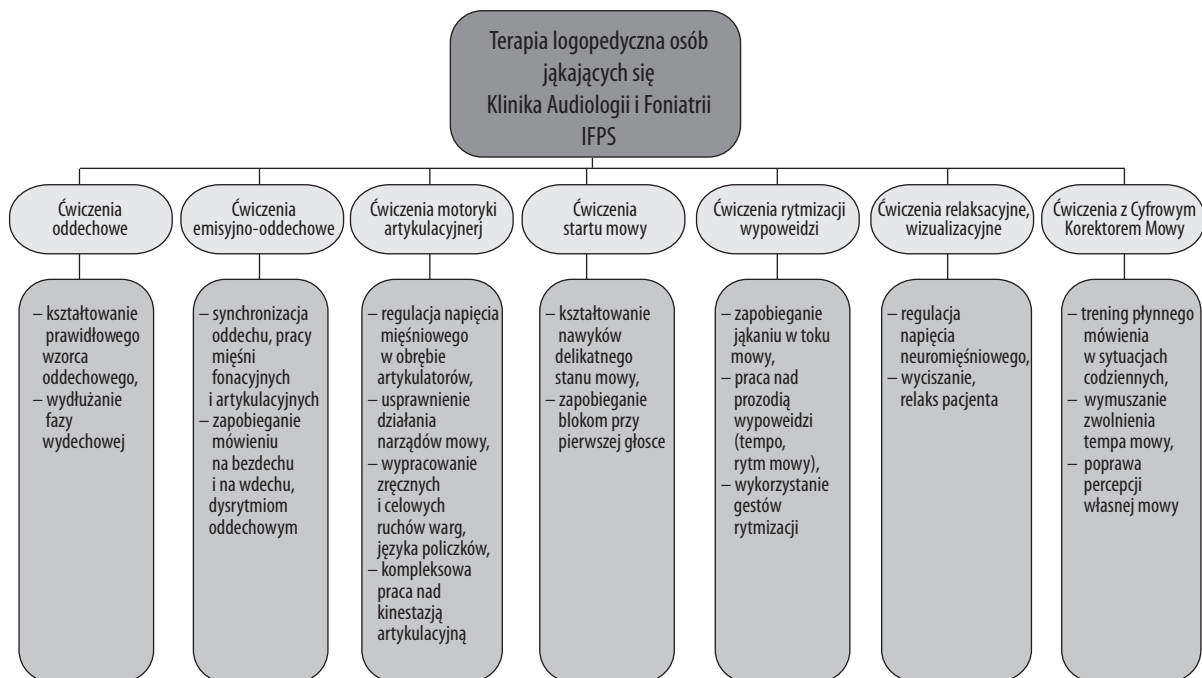 Terapia logopedyczna osób
jąkających się
Klinika Audiologii i Foniatrii
IFPS
Ćwiczenia
oddechowe
– kształtowanie
prawidłowego
wzorca
oddechowego,
– wydłużanie
fazy
wydechowej
Ćwiczenia
emisyjno-oddechowe
– synchronizacja
oddechu, pracy
mięśni
fonacyjnych
i artykulacyjnych
– zapobieganie
mówieniu
na bezdechu
i na wdechu,
dysrytmiom
oddechowym
Ćwiczenia motoryki
artykulacyjnerj
– regulacja napięcia
mięśniowego
w obrębie
artykulatorów,
– usprawnienie
działania
narządów mowy,
– wypracowanie
zręcznych
i celowych
ruchów warg,
języka policzków,
– kompleksowa
praca nad
kinestazją
artykulacyjną
Ćwiczenia
startu mowy
– kształtowanie
nawyków
delikatnego
stanu mowy,
– zapobieganie
blokom przy
pierwszej głosce
Ćwiczenia rytmizacji
wypoweidzi
– zapobieganie
jąkaniu w toku
mowy,
– praca nad
prozodią
wypoweidzi
(tempo,
rytm mowy),
– wykorzystanie
gestów
rytmizacji
Ćwiczenia relaksacyjne,
wizualizacyjne
– regulacja
napięcia
neuromięśniowego,
– wyciszanie,
relaks pacjenta
Ćwiczenia z Cyfrowym
Korektorem Mowy
– trening płynnego
mówienia
w sytuacjach
codziennych,
– wymuszanie
zwolnienia
tempa mowy,
– poprawa
percepcji
własnej mowy